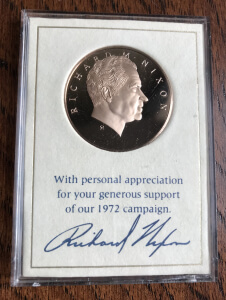 RICHARD M. NIXON
With personal appreciation
for your generous support
of our 1972 campaign.
Richard Nixon